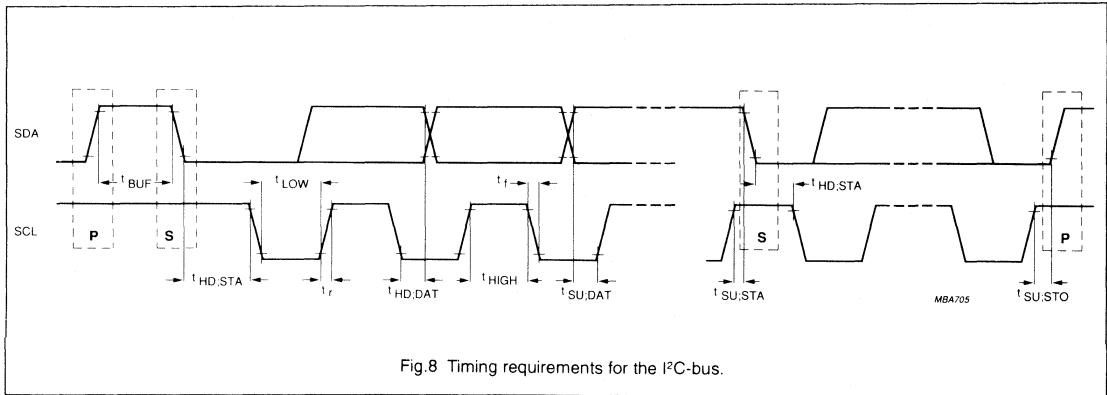 SDA
t BUF
t LOW
t f
t HD;STA
SCL
P
S
S
P
t HD;STA
t r
t HD;DAT
t HIGH
t SU;DAT
t SU;STA
MBA705
t SU;STO
Fig.8 Timing requirements for the I²C-bus.